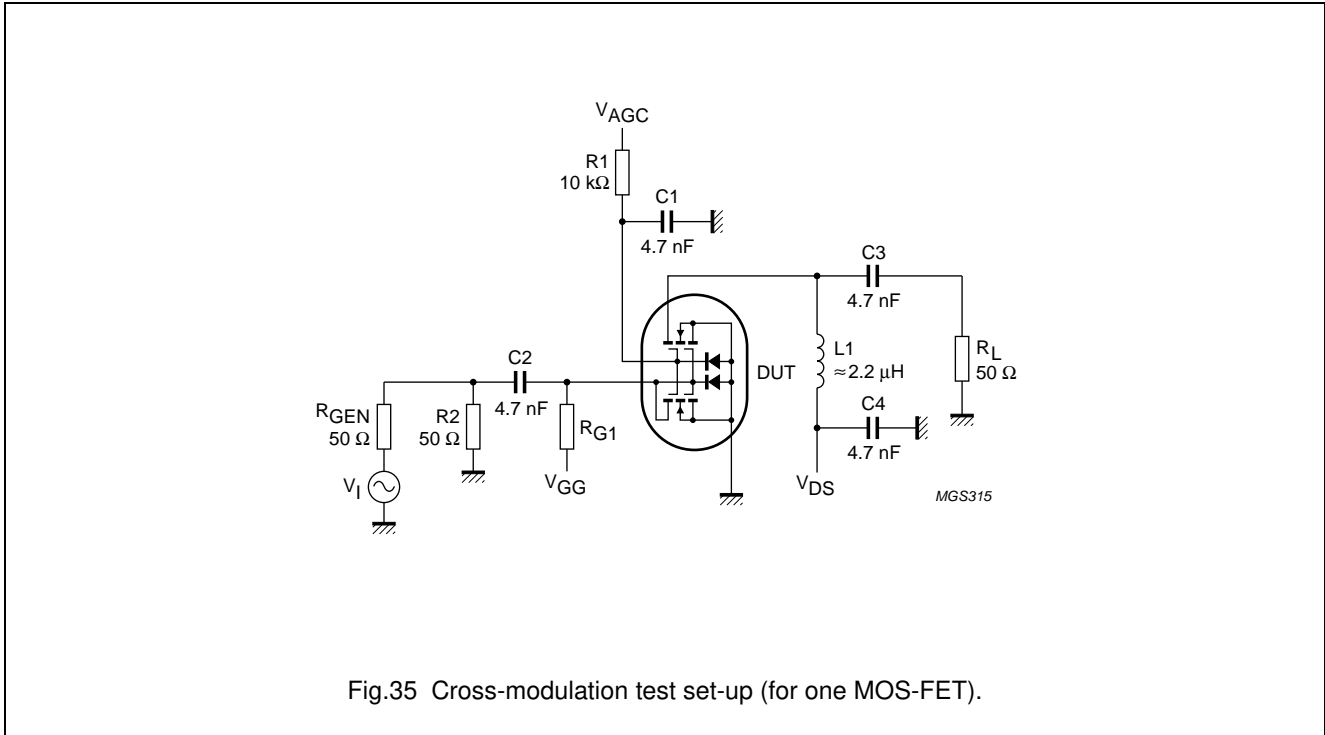 VAGC
R1
10 kΩ
C1
4.7 nF
C3
4.7 nF
L1
≈2.2 μH
RL
50 Ω
DUT
C2
4.7 nF
C4
4.7 nF
RGEN
50 Ω
R2
50 Ω
RG1
VI
VGG
VDS
MGS315
Fig.35 Cross-modulation test set-up (for one MOS-FET).